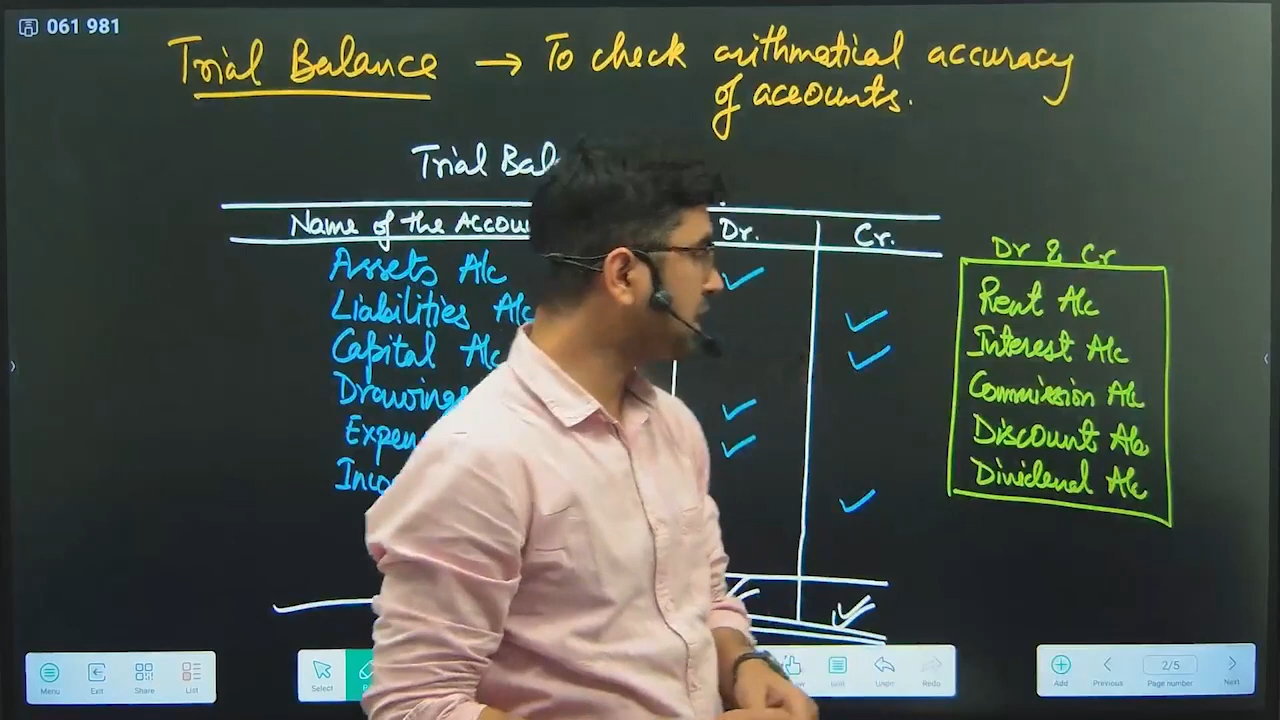 061 981
Trial Balance → To check arithmatical accuracy
of accounts.
Trial Bal
Name of the Accou Dr. Cr.
Assets A/c ✓
Liabilities A/c ✓
Capital A/c ✓
Drawings ✓
Expen ✓
Inco ✓
Dr & Cr
Rent A/c
Interest A/c
Commission A/c
Discounts A/c
Dividend A/c
Menu Exit Share List
Select Undo Redo
Add Previous 2/5 Page number Next